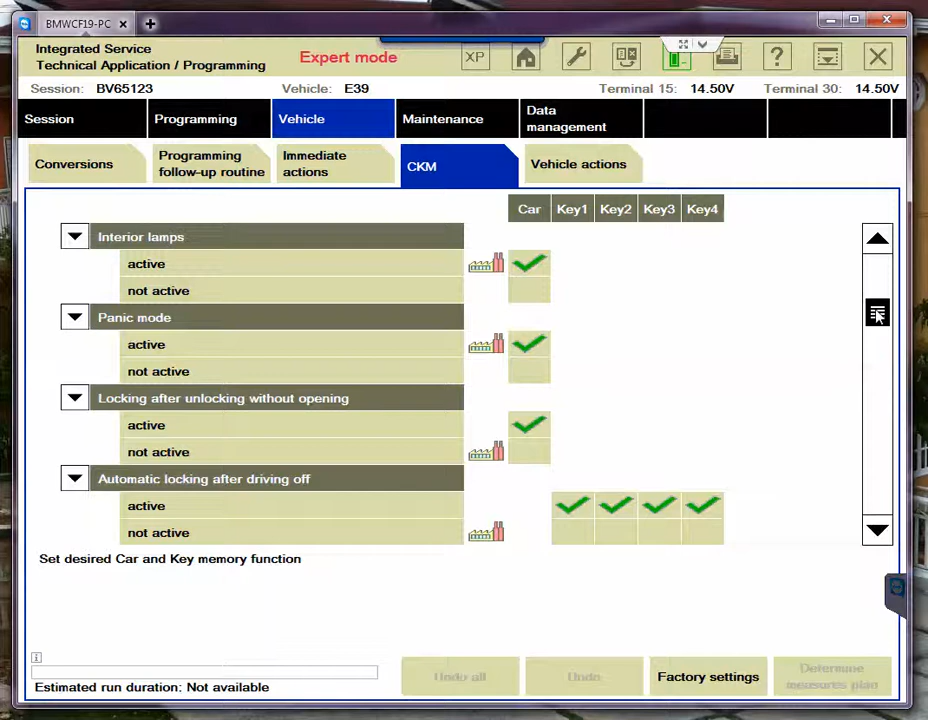 BMWCF19-PC
Integrated Service
Technical Application / Programming
Expert mode
XP
?
Session: BV65123
Vehicle: E39
Terminal 15: 14.50V
Terminal 30: 14.50V
Session
Programming
Vehicle
Maintenance
Data
management
Conversions
Programming
follow-up routine
Immediate
actions
CKM
Vehicle actions
Car Key1 Key2 Key3 Key4
Interior lamps
active
not active
Panic mode
active
not active
Locking after unlocking without opening
active
not active
Automatic locking after driving off
active
not active
Set desired Car and Key memory function
i
Estimated run duration: Not available
Undo all
Undo
Factory settings
Determine
measures plan